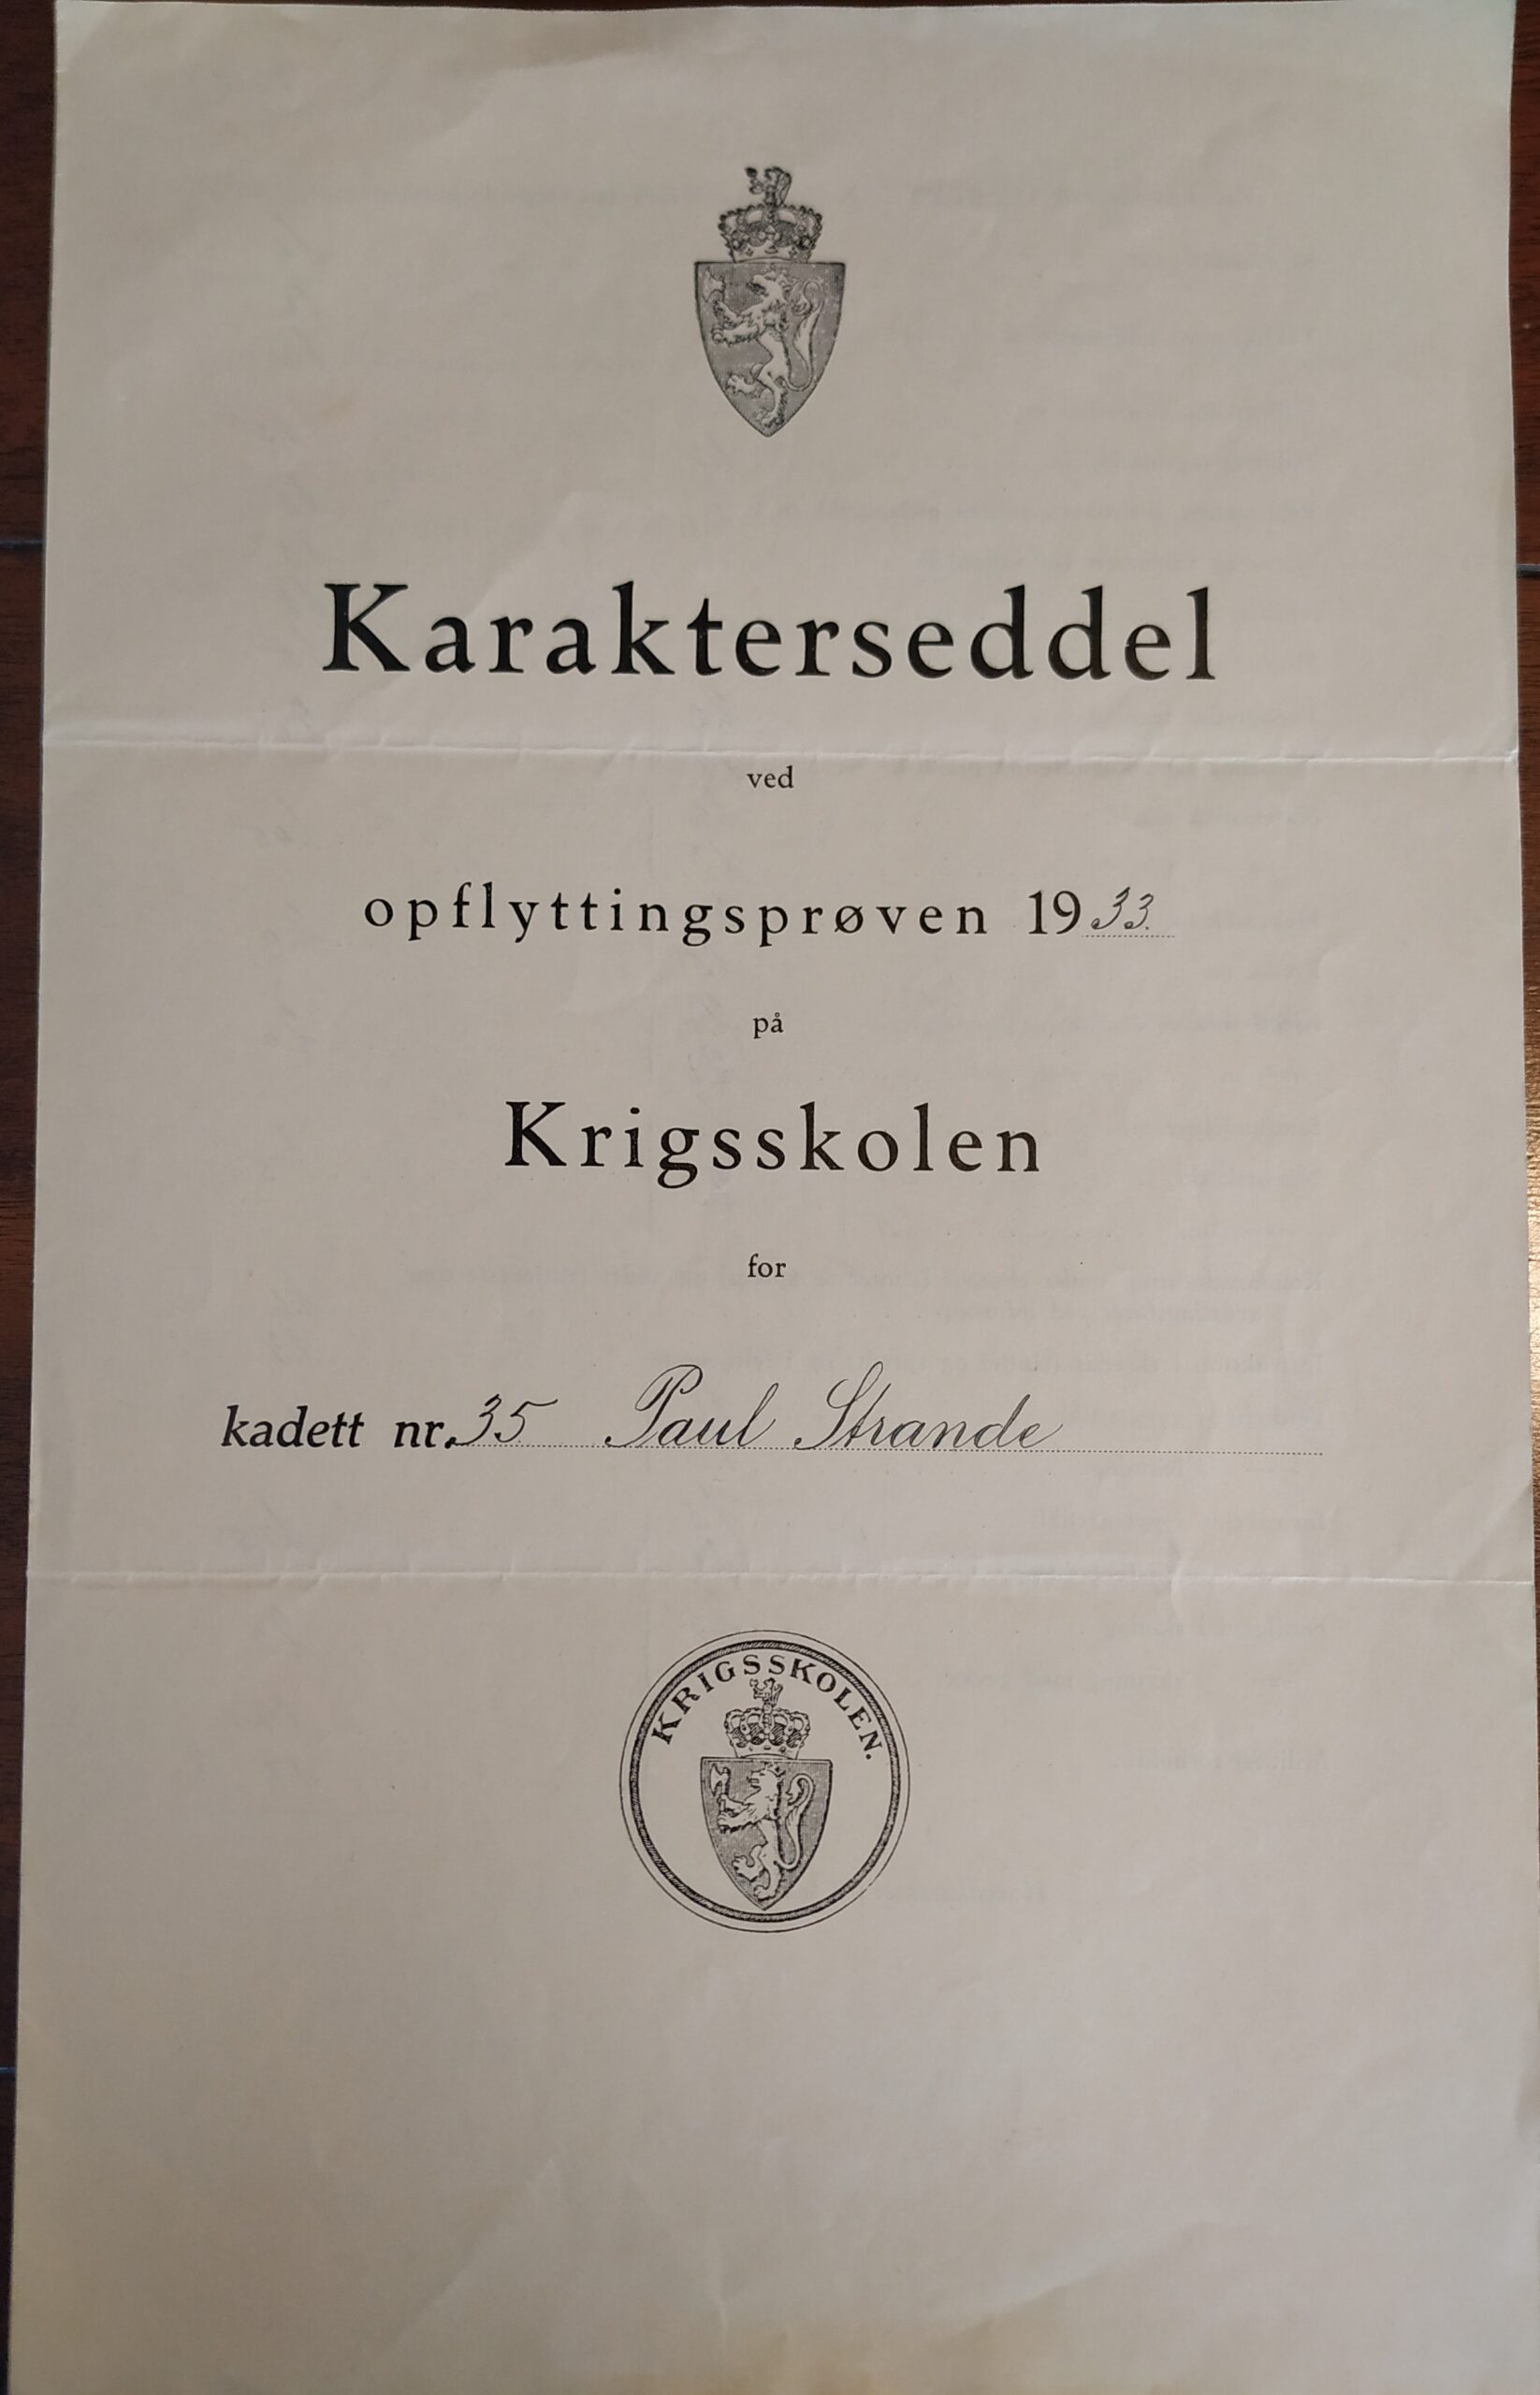 Karakterseddel
ved
opflyttingsprøven 1933.
på
Krigsskolen
for
kadett nr. 35 Paul Strande
KRIGSSKOLEN.